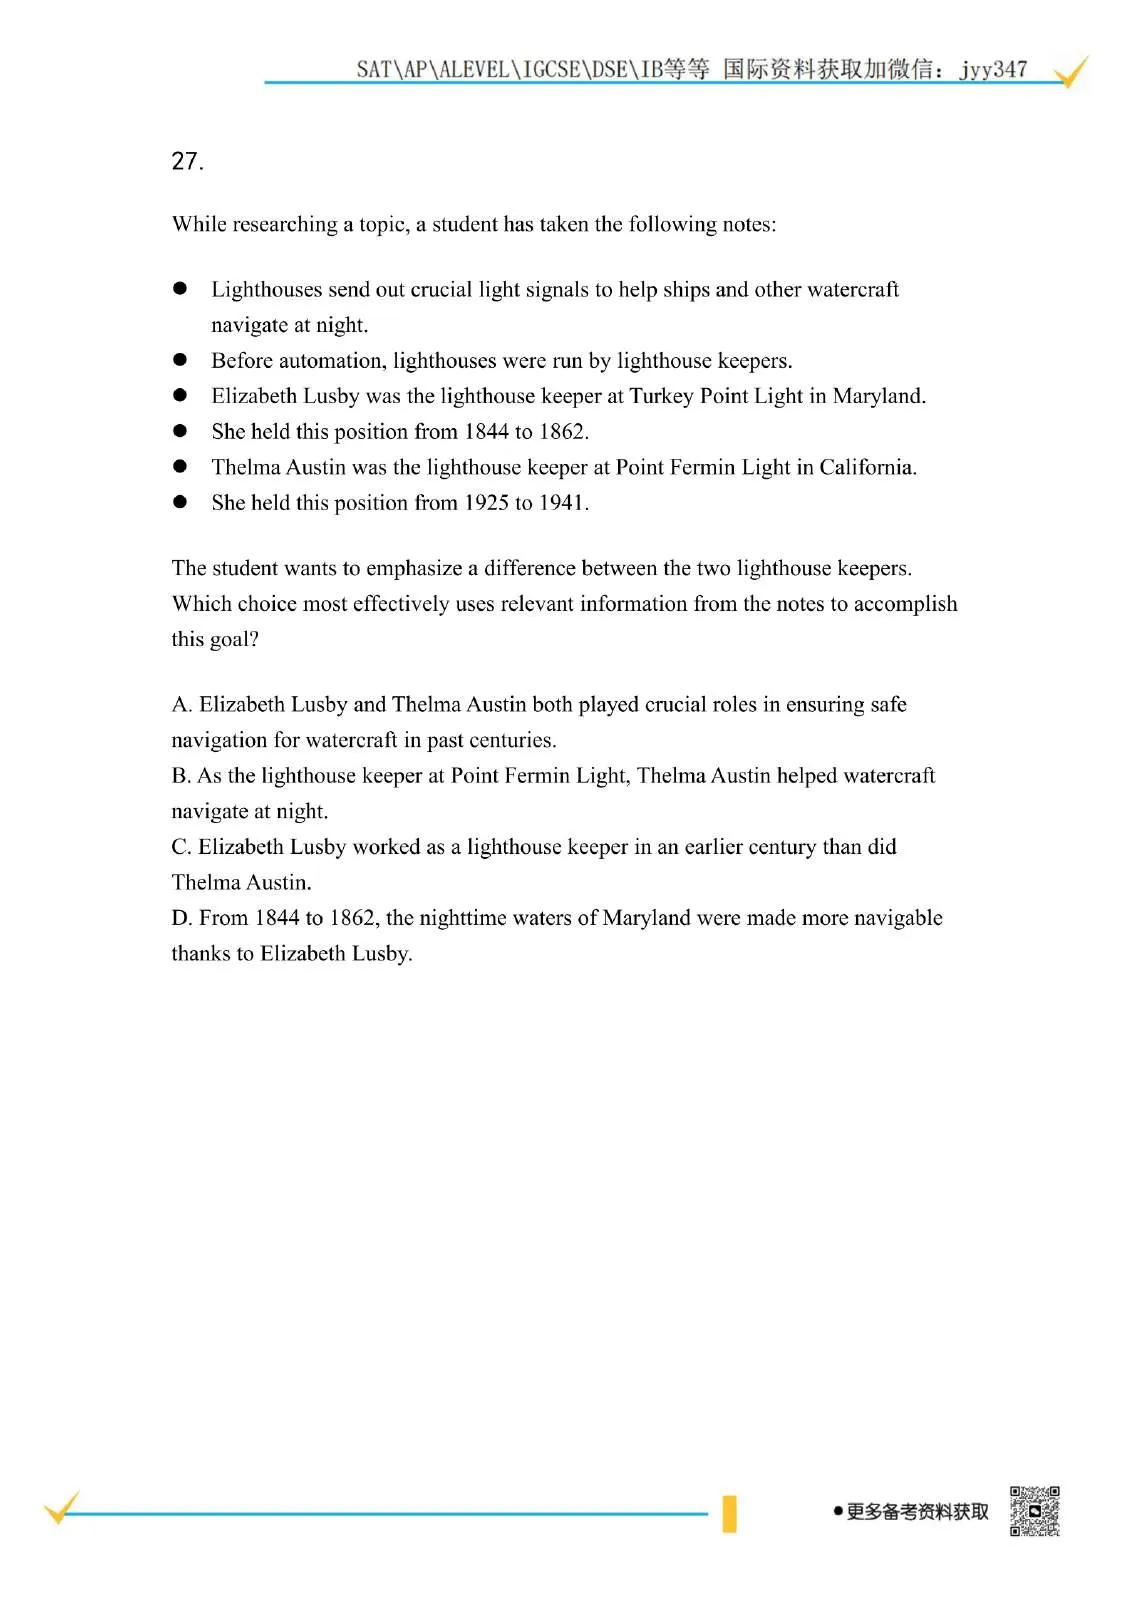 SAT\AP\ALEVEL\IGCSE\DSE\IB等等 国际资料获取加微信：jyy347
27.
While researching a topic, a student has taken the following notes:
● Lighthouses send out crucial light signals to help ships and other watercraft
navigate at night.
● Before automation, lighthouses were run by lighthouse keepers.
● Elizabeth Lusby was the lighthouse keeper at Turkey Point Light in Maryland.
● She held this position from 1844 to 1862.
● Thelma Austin was the lighthouse keeper at Point Fermin Light in California.
● She held this position from 1925 to 1941.
The student wants to emphasize a difference between the two lighthouse keepers.
Which choice most effectively uses relevant information from the notes to accomplish
this goal?
A. Elizabeth Lusby and Thelma Austin both played crucial roles in ensuring safe
navigation for watercraft in past centuries.
B. As the lighthouse keeper at Point Fermin Light, Thelma Austin helped watercraft
navigate at night.
C. Elizabeth Lusby worked as a lighthouse keeper in an earlier century than did
Thelma Austin.
D. From 1844 to 1862, the nighttime waters of Maryland were made more navigable
thanks to Elizabeth Lusby.
●更多备考资料获取